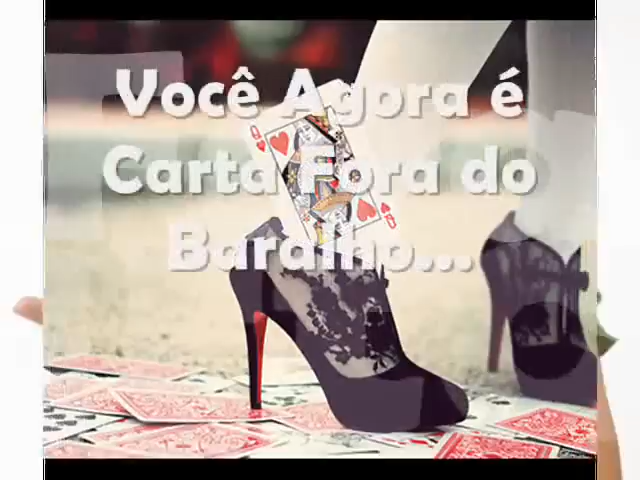 Você Agora é
Carta Fora do
Baralho...
Q
Q